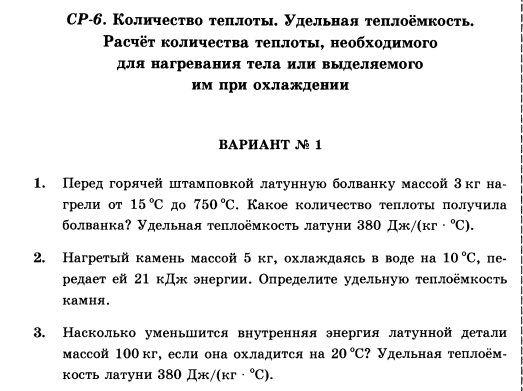 СР-6. Количество теплоты. Удельная теплоёмкость.
Расчёт количества теплоты, необходимого
для нагревания тела или выделяемого
им при охлаждении
ВАРИАНТ № 1
1. Перед горячей штамповкой латунную болванку массой 3 кг на-
грели от 15 °С до 750 °С. Какое количество теплоты получила
болванка? Удельная теплоёмкость латуни 380 Дж/(кг · °С).
2. Нагретый камень массой 5 кг, охлаждаясь в воде на 10 °С, пе-
редает ей 21 кДж энергии. Определите удельную теплоёмкость
камня.
3. Насколько уменьшится внутренняя энергия латунной детали
массой 100 кг, если она охладится на 20 °С? Удельная теплоём-
кость латуни 380 Дж/(кг · °С).